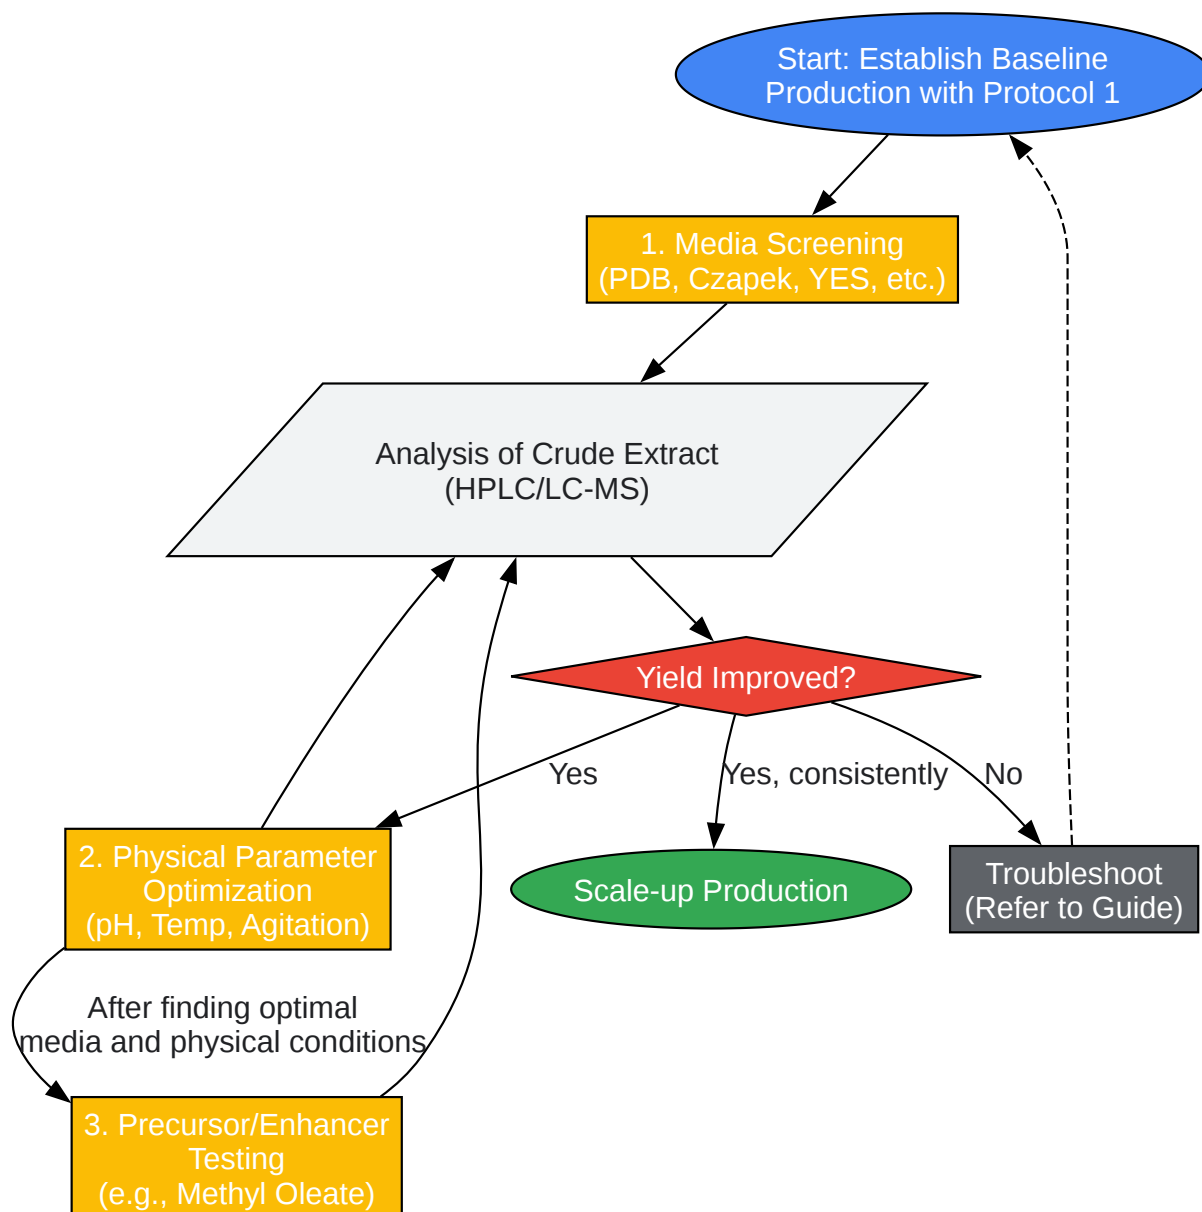 Start: Establish Baseline
Production with Protocol 1
1. Media Screening
(PDB, Czapek, YES, etc.)
Analysis of Crude Extract
(HPLC/LC-MS)
Yield Improved?
Yes
Yes, consistently
No
2. Physical Parameter
Optimization
(pH, Temp, Agitation)
Scale-up Production
Troubleshoot
(Refer to Guide)
After finding optimal
media and physical conditions
3. Precursor/Enhancer
Testing
(e.g., Methyl Oleate)